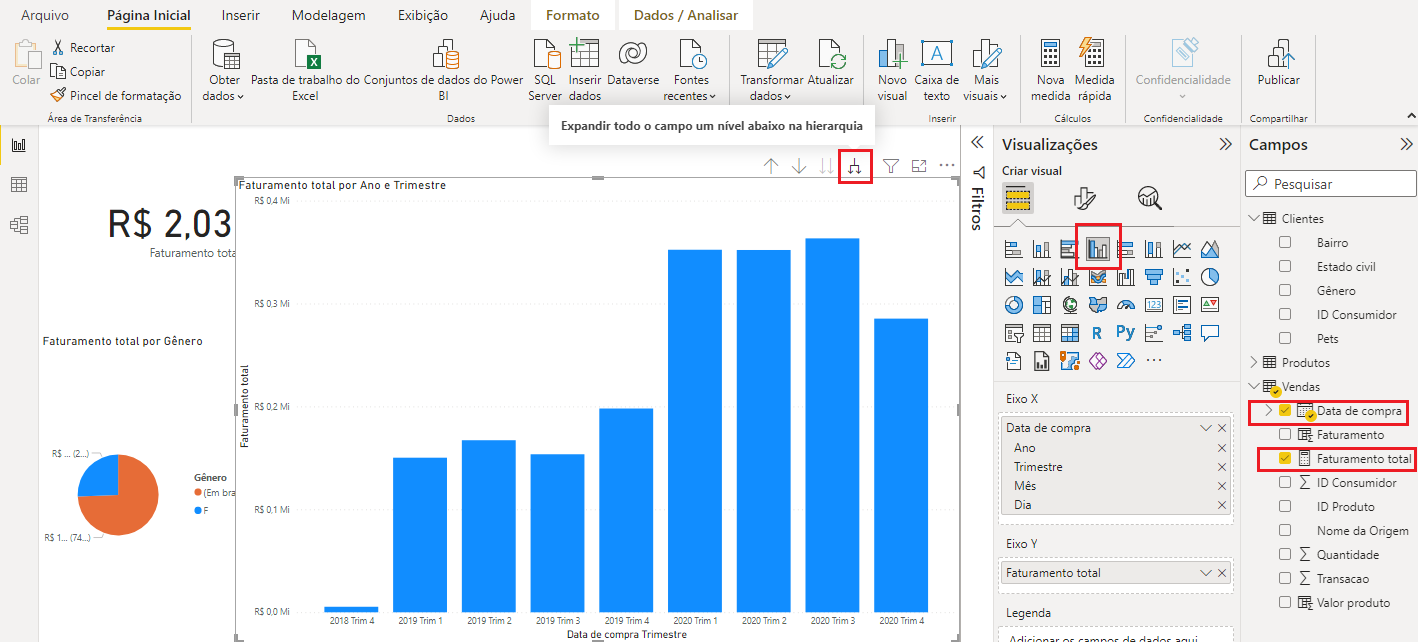 Arquivo Página Inicial Inserir Modelagem Exibição Ajuda Formato Dados / Analisar
Colar
Recortar
Copiar
Pincel de formatação
Área de Transferência
Obter
dados
Pasta de trabalho do
Excel
Conjuntos de dados do Power
BI
SQL
Server
Inserir
dados
Dataverse
Fontes
recentes
Dados
Transformar
dados
Atualizar
Novo
visual
Caixa de
texto
Mais
visuais
Inserir
Nova
medida
Medida
rápida
Cálculos
Confidencialidade
Confidencialidade
Publicar
Compartilhar
Expandir todo o campo um nível abaixo na hierarquia
R$ 2,03
Faturamento tota
Faturamento total por Gênero
R$ ... (2...)
R$ 1... (74...)
Gênero
(Em bra
F
Faturamento total por Ano e Trimestre
Faturamento total
R$ 0,4 Mi
R$ 0,3 Mi
R$ 0,2 Mi
R$ 0,1 Mi
R$ 0,0 Mi
2018 Trim 4 2019 Trim 1 2019 Trim 2 2019 Trim 3 2019 Trim 4 2020 Trim 1 2020 Trim 2 2020 Trim 3 2020 Trim 4
Data de compra Trimestre
Filtros
Visualizações
Criar visual
123
R
Py
Eixo X
Data de compra
Ano
Trimestre
Mês
Dia
Eixo Y
Faturamento total
Legenda
Adicionar os campos de dados aqui
Campos
Pesquisar
Clientes
Bairro
Estado civil
Gênero
ID Consumidor
Pets
Produtos
Vendas
Data de compra
Faturamento
Faturamento total
ID Consumidor
ID Produto
Nome da Origem
Quantidade
Transacao
Valor produto